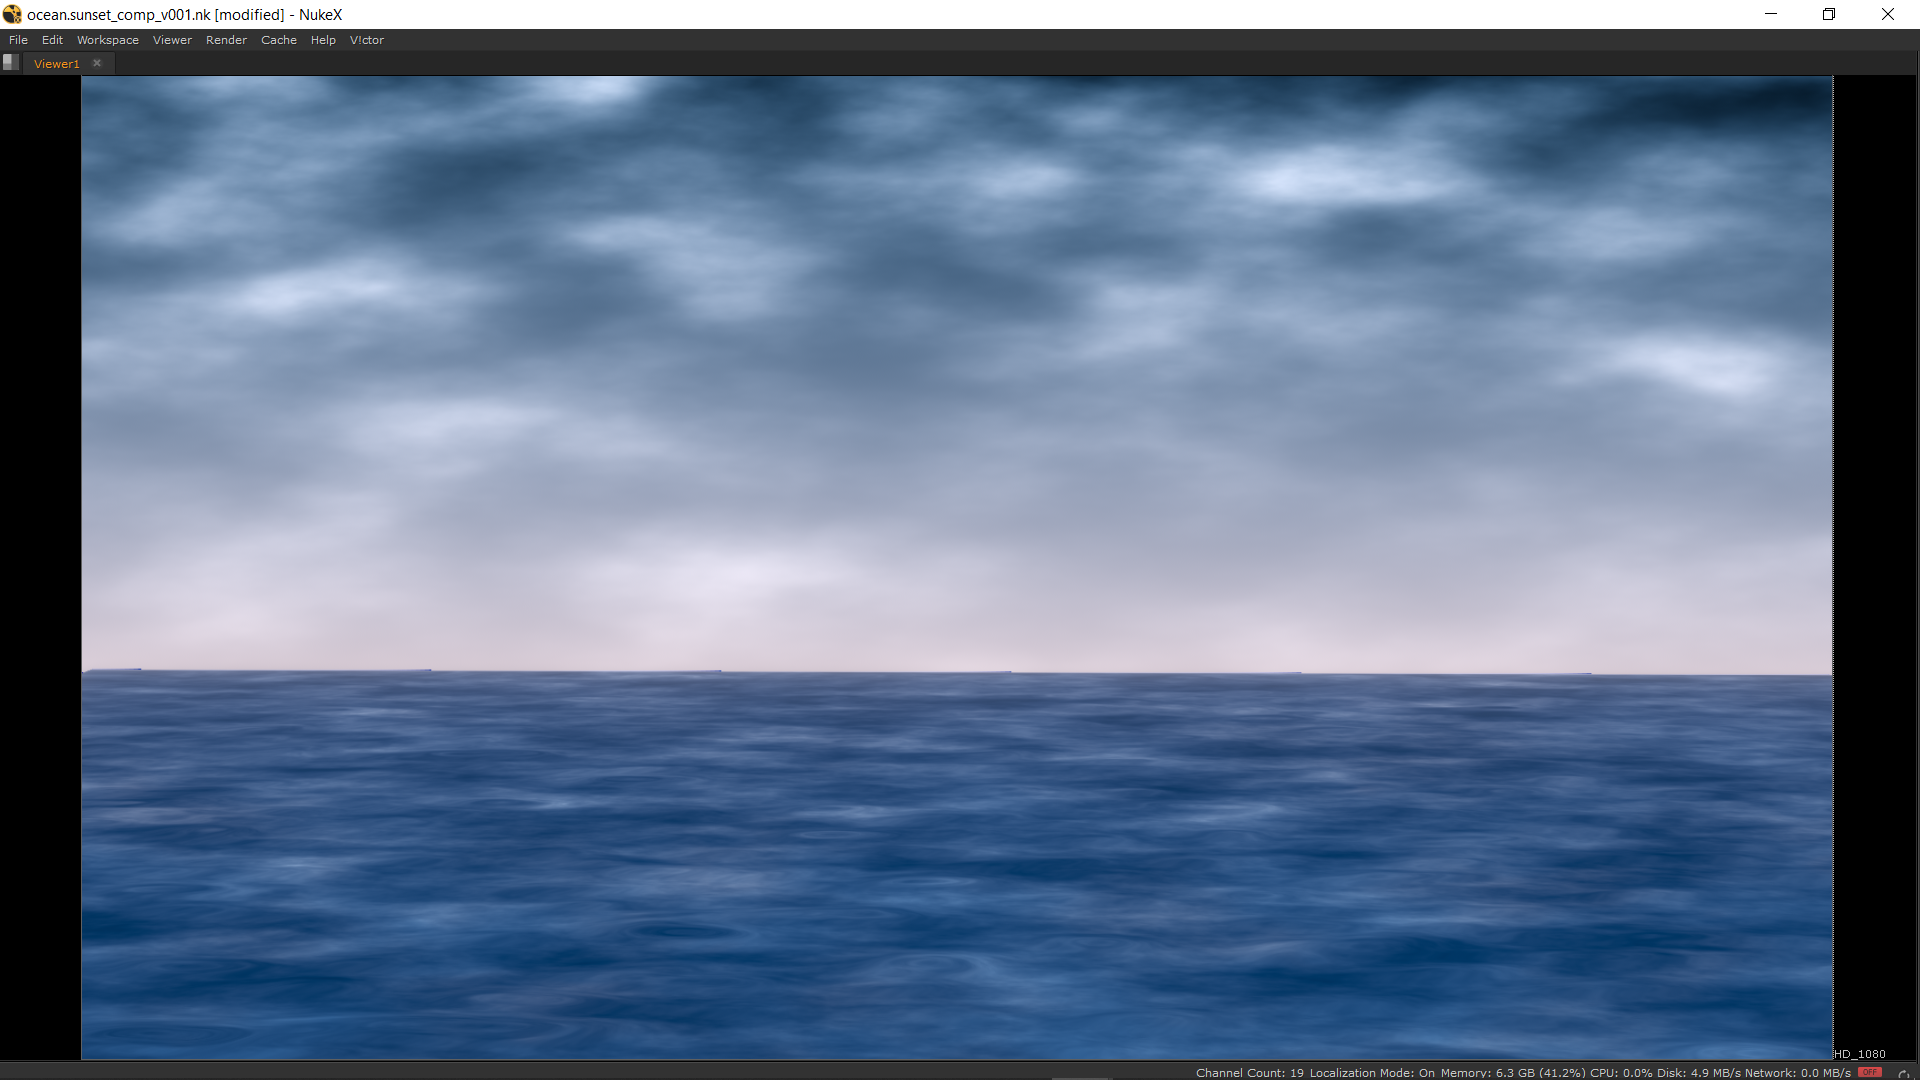 ocean.sunset_comp_v001.nk [modified] - NukeX
File Edit Workspace Viewer Render Cache Help V!ctor
Viewer1
HD_1080
Channel Count: 19 Localization Mode: On Memory: 6.3 GB (41.2%) CPU: 0.0% Disk: 4.9 MB/s Network: 0.0 MB/s OFF